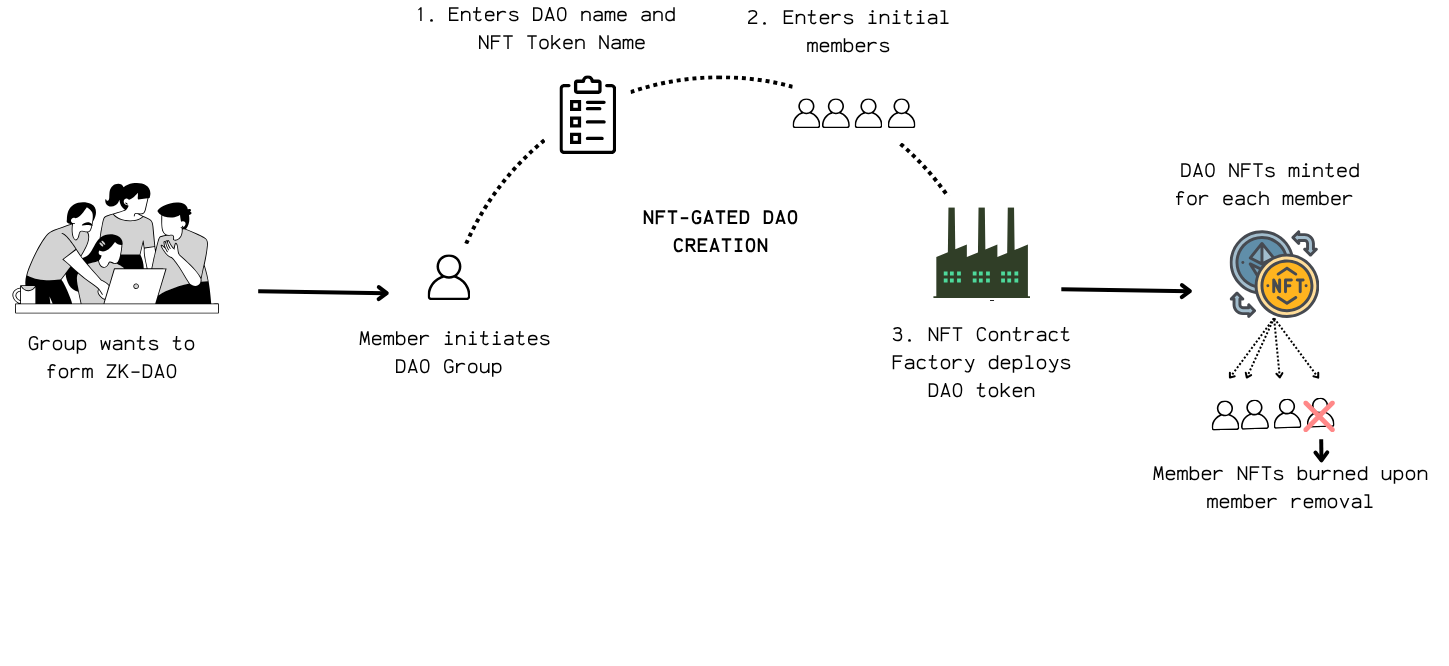 1. Enters DAO name and
NFT Token Name
2. Enters initial
members
NFT-GATED DAO
CREATION
DAO NFTs minted
for each member
NFT
Group wants to
form ZK-DAO
Member initiates
DAO Group
3. NFT Contract
Factory deploys
DAO token
Member NFTs burned upon
member removal